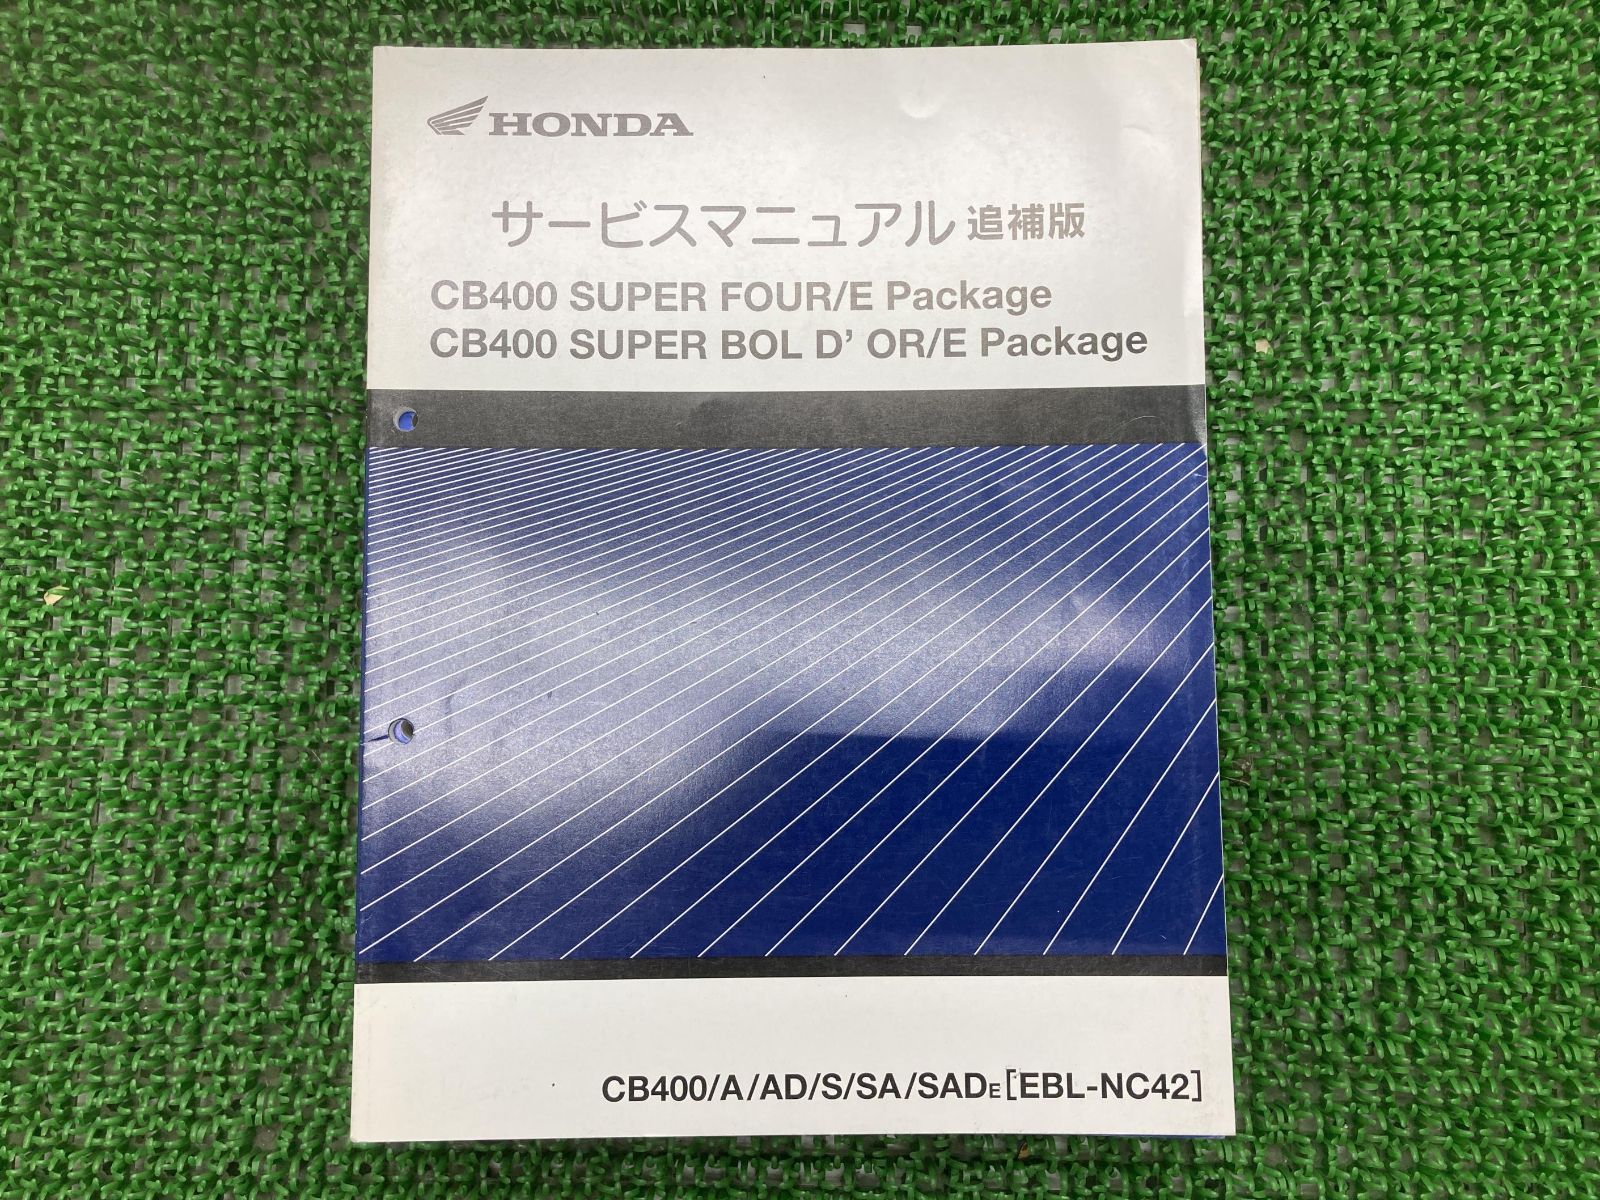 HONDA
サービスマニュアル 追補版
CB400 SUPER FOUR/E Package
CB400 SUPER BOL D' OR/E Package
CB400/A/AD/S/SA/SADE[EBL-NC42]